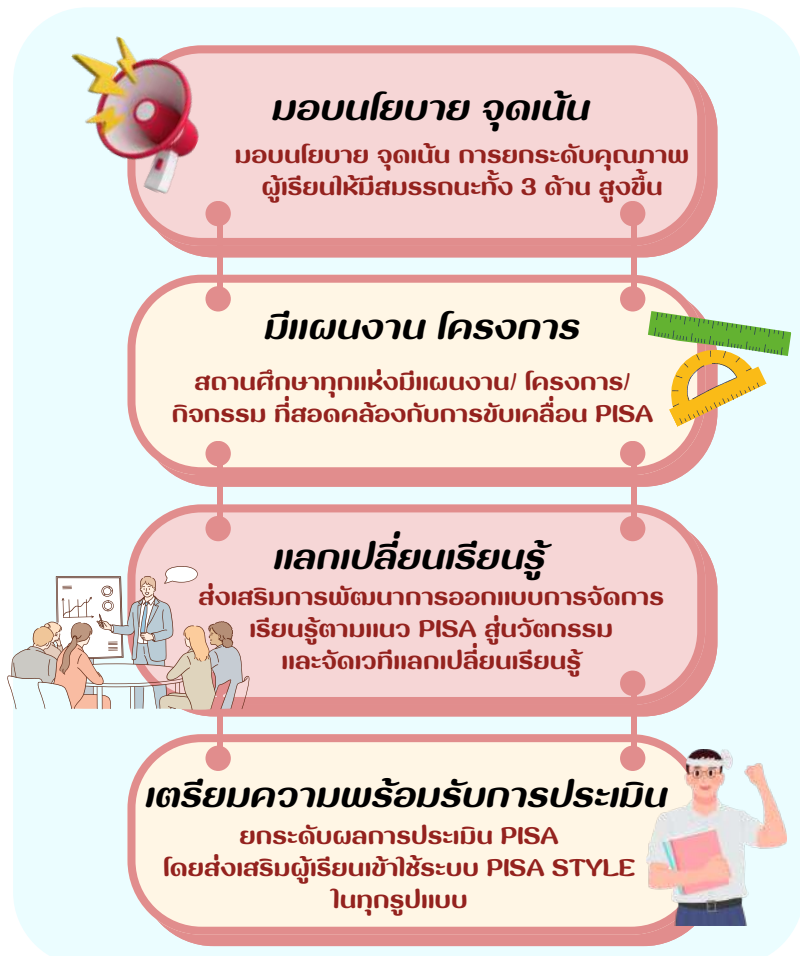 มอบนโยบาย จุดเน้น
มอบนโยบาย จุดเน้น การยกระดับคุณภาพ
ผู้เรียนให้มีสมรรถนะทั้ง 3 ด้าน สูงขึ้น
มีแผนงาน โครงการ
สถานศึกษาทุกแห่งมีแผนงาน/ โครงการ/
กิจกรรม ที่สอดคล้องกับการขับเคลื่อน PISA
แลกเปลี่ยนเรียนรู้
ส่งเสริมการพัฒนาการออกแบบการจัดการ
เรียนรู้ตามแนว PISA สู่นวัตกรรม
และจัดเวทีแลกเปลี่ยนเรียนรู้
เตรียมความพร้อมรับการประเมิน
ยกระดับผลการประเมิน PISA
โดยส่งเสริมผู้เรียนเข้าใช้ระบบ PISA STYLE
ในทุกรูปแบบ